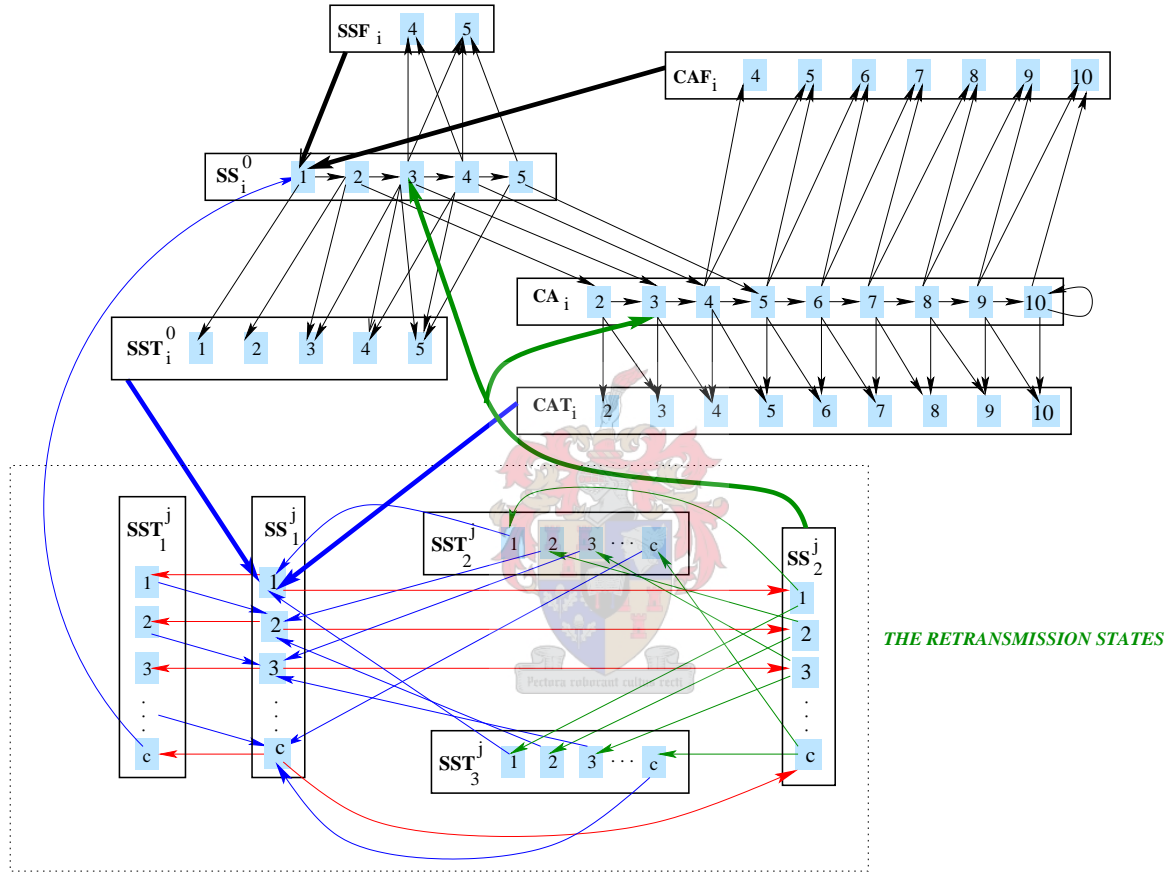 SSF i 4 5
CAF i 4 5 6 7 8 9 10
SS i 0 1 2 3 4 5
CA i 2 3 4 5 6 7 8 9 10
SST i 0 1 2 3 4 5
CAT i 2 3 4 5 6 7 8 9 10
SST 1 j 1 2 3 . . . c
SS 1 j 1 2 3 . . . c
SST 2 j 1 2 3 ... c
SS 2 j 1 2 3 . . . c
THE RETRANSMISSION STATES
Pectora roborant cultus recti
SST 3 j 1 2 3 ... c